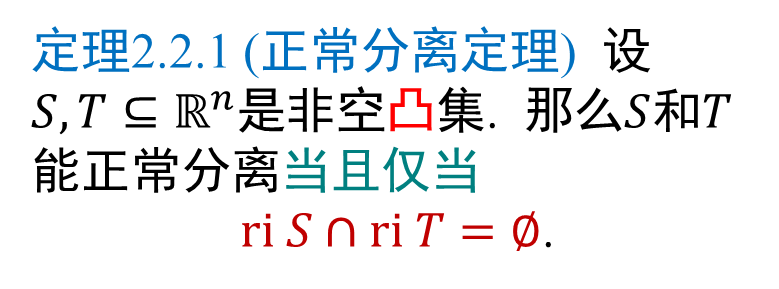 定理2.2.1 (正常分离定理) 设
S, T ⊆ ℝⁿ是非空凸集. 那么S和T
能正常分离当且仅当
ri S ∩ ri T = ∅.